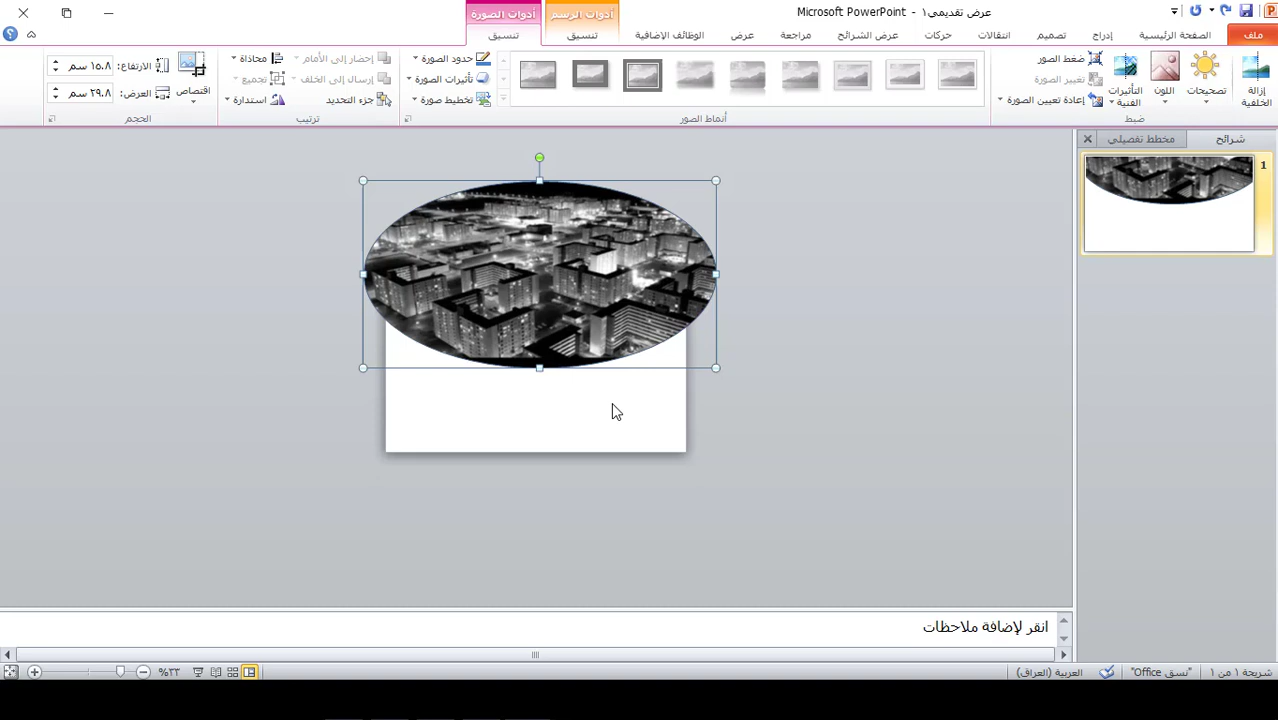 عرض تقديمي١ - Microsoft PowerPoint
أدوات الرسم
أدوات الصورة
ملف
الصفحة الرئيسية
إدراج
تصميم
انتقالات
حركات
عرض الشرائح
مراجعة
عرض
الوظائف الإضافية
تنسيق
تنسيق
إزالة الخلفية
تصحيحات
اللون
التأثيرات الفنية
ضغط الصور
تغيير الصورة
إعادة تعيين الصورة
ضبط
أنماط الصور
حدود الصورة
تأثيرات الصورة
تخطيط صورة
إحضار إلى الأمام
إرسال إلى الخلف
جزء التحديد
محاذاة
تجميع
استدارة
ترتيب
اقتصاص
الارتفاع: ١٥.٨ سم
العرض: ٢٩.٨ سم
الحجم
شرائح
مخطط تفصيلي
1
انقر لإضافة ملاحظات
شريحة ١ من ١
"نسق Office"
العربية (العراق)
٣٣%